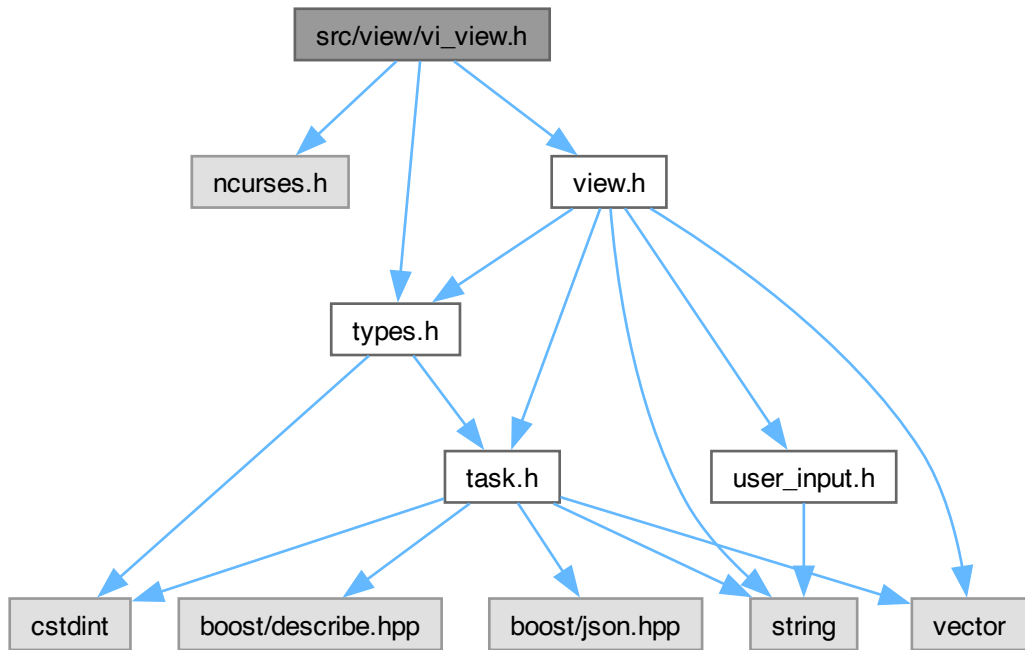 src/view/vi_view.h
ncurses.h
view.h
types.h
task.h
user_input.h
cstdint
boost/describe.hpp
boost/json.hpp
string
vector